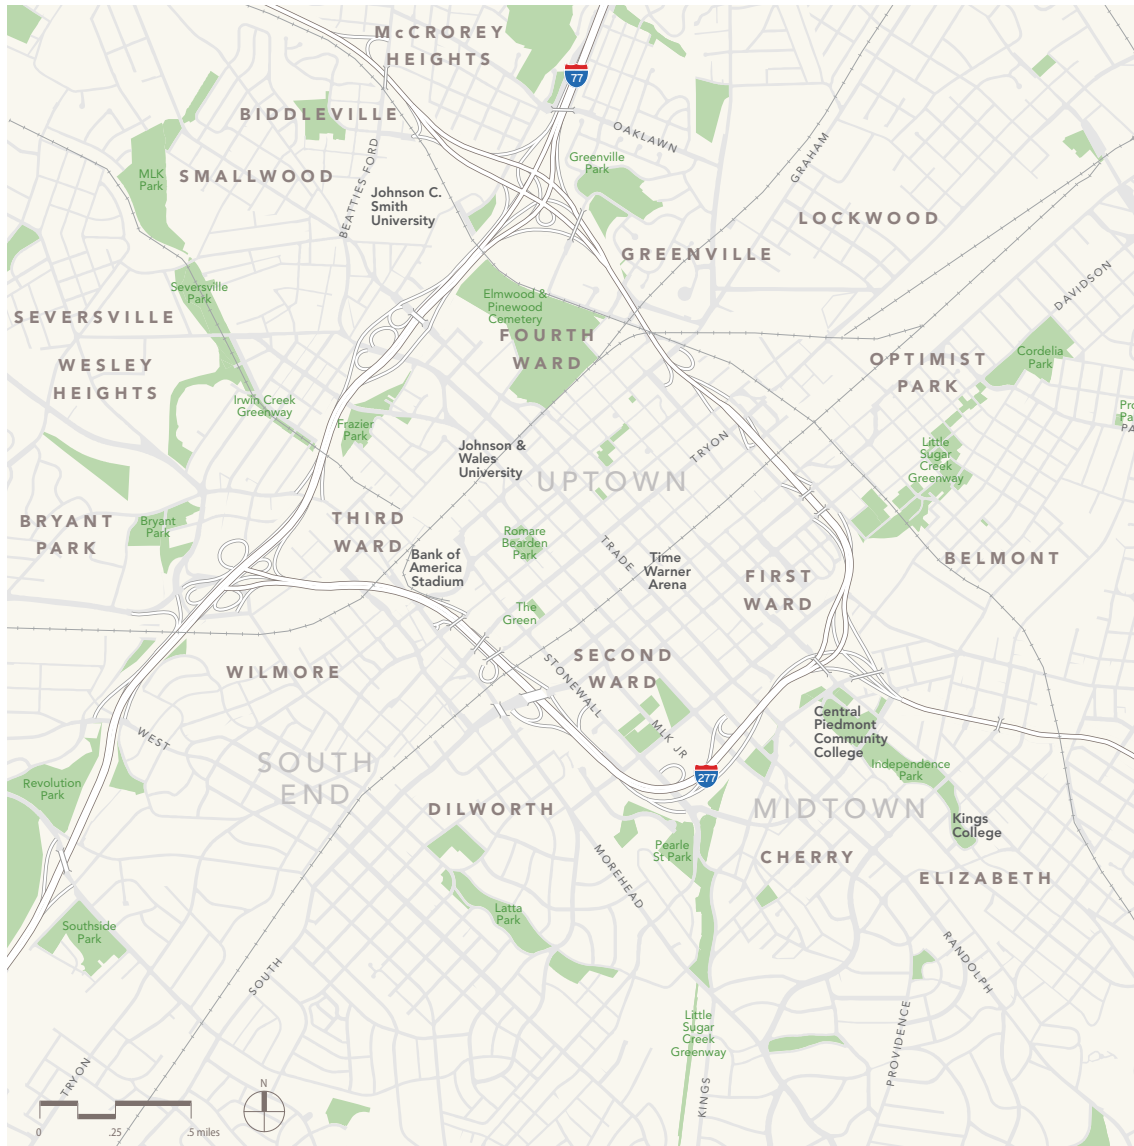 McCROREY
HEIGHTS
77
BIDDLEVILLE
OAKLAWN
GRAHAM
BEATTIES FORD
Greenville
Park
MLK
Park
SMALLWOOD
Johnson C.
Smith
University
LOCKWOOD
GREENVILLE
DAVIDSON
Seversville
Park
Elmwood &
Pinewood
Cemetery
SEVERSVILLE
FOURTH
WARD
WESLEY
HEIGHTS
OPTIMIST
PARK
Cordelia
Park
Irwin Creek
Greenway
Frazier
Park
Pro
Pa
PA
Johnson &
Wales
University
TRYON
Little
Sugar
Creek
Greenway
UPTOWN
BRYANT
PARK
Bryant
Park
THIRD
WARD
Romare
Bearden
Park
TRADE
Bank of
America
Stadium
Time
Warner
Arena
BELMONT
FIRST
WARD
The
Green
WILMORE
STONEWALL
SECOND
WARD
MLK JR
Central
Piedmont
Community
College
WEST
SOUTH
END
Independence
Park
277
Revolution
Park
DILWORTH
MIDTOWN
Kings
College
Pearle
St Park
CHERRY
MOREHEAD
ELIZABETH
Latta
Park
Southside
Park
RANDOLPH
SOUTH
Little
Sugar
Creek
Greenway
PROVIDENCE
TRYON
KINGS
N
0 .25 .5 miles